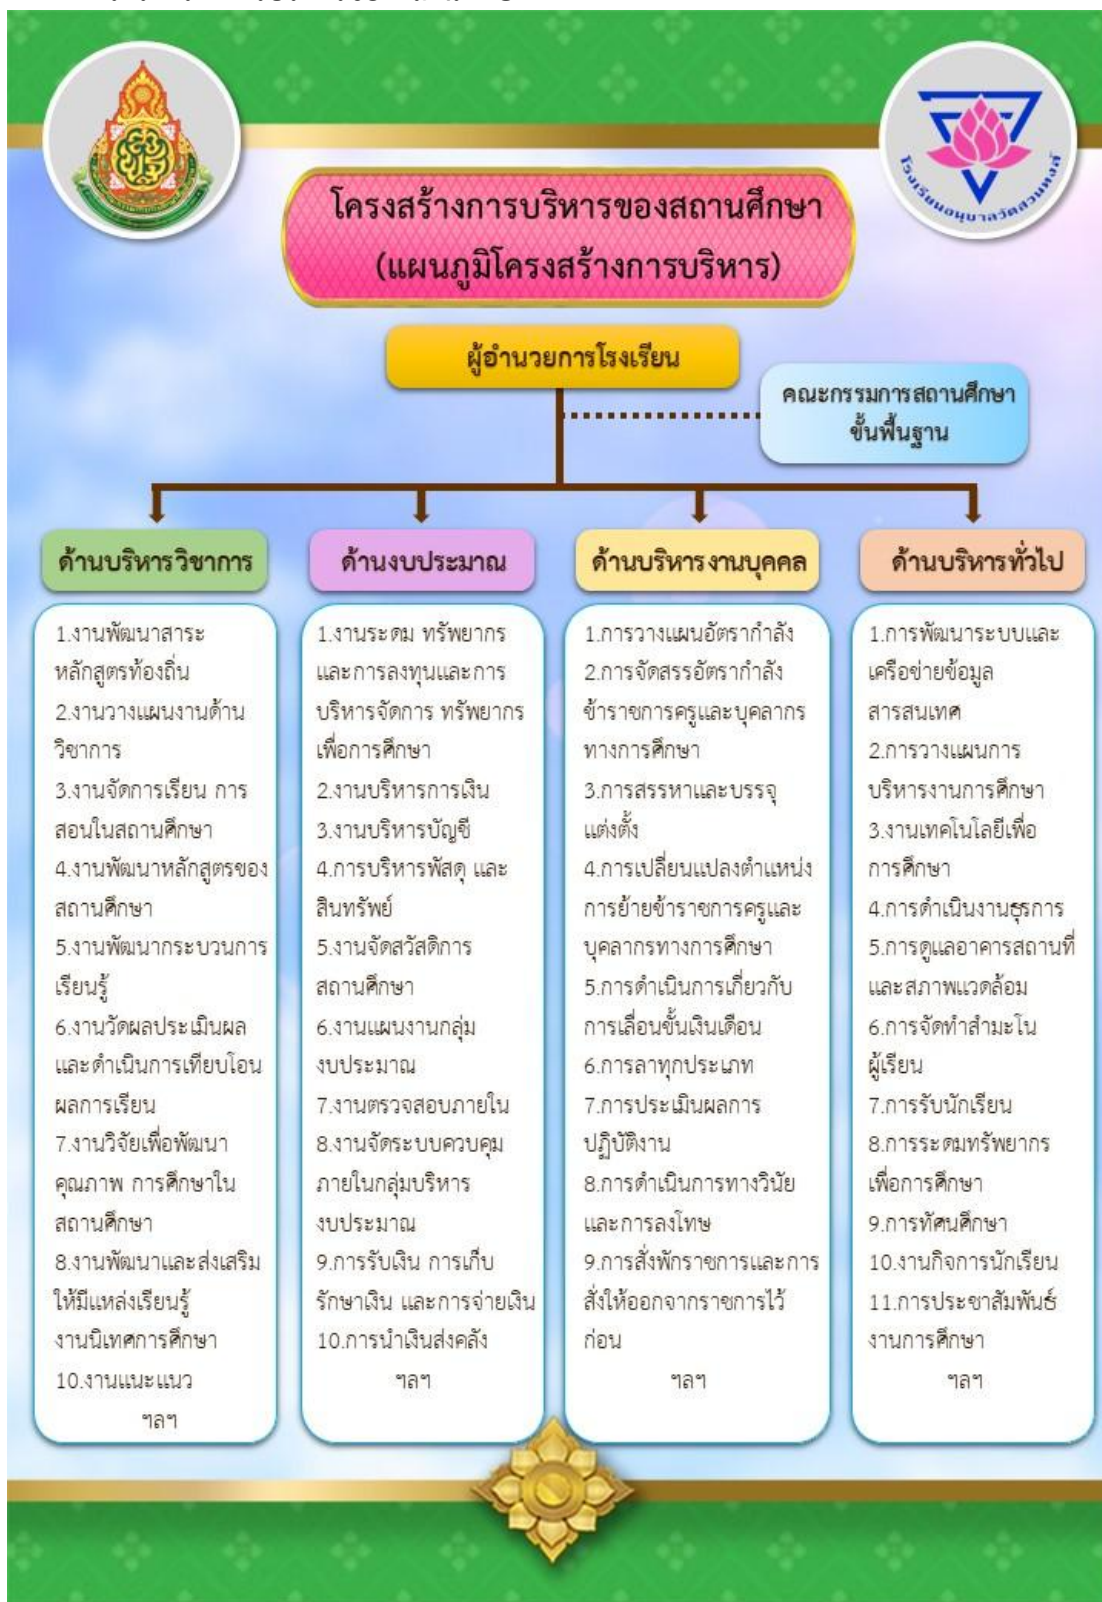 โครงสร้างการบริหารของสถานศึกษา
(แผนภูมิโครงสร้างการบริหาร)
โรงเรียนอนุบาลวัดสวนหงส์
ผู้อำนวยการโรงเรียน
คณะกรรมการสถานศึกษา
ขั้นพื้นฐาน
ด้านบริหารวิชาการ
1.งานพัฒนาสาระ
หลักสูตรท้องถิ่น
2.งานวางแผนงานด้าน
วิชาการ
3.งานจัดการเรียน การ
สอนในสถานศึกษา
4.งานพัฒนาหลักสูตรของ
สถานศึกษา
5.งานพัฒนากระบวนการ
เรียนรู้
6.งานวัดผลประเมินผล
และดำเนินการเทียบโอน
ผลการเรียน
7.งานวิจัยเพื่อพัฒนา
คุณภาพ การศึกษาใน
สถานศึกษา
8.งานพัฒนาและส่งเสริม
ให้มีแหล่งเรียนรู้
งานนิเทศการศึกษา
10.งานแนะแนว
ฯลฯ
ด้านงบประมาณ
1.งานระดม ทรัพยากร
และการลงทุนและการ
บริหารจัดการ ทรัพยากร
เพื่อการศึกษา
2.งานบริหารการเงิน
3.งานบริหารบัญชี
4.การบริหารพัสดุ และ
สินทรัพย์
5.งานจัดสวัสดิการ
สถานศึกษา
6.งานแผนงานกลุ่ม
งบประมาณ
7.งานตรวจสอบภายใน
8.งานจัดระบบควบคุม
ภายในกลุ่มบริหาร
งบประมาณ
9.การรับเงิน การเก็บ
รักษาเงิน และการจ่ายเงิน
10.การนำเงินส่งคลัง
ฯลฯ
ด้านบริหารงานบุคคล
1.การวางแผนอัตรากำลัง
2.การจัดสรรอัตรากำลัง
ข้าราชการครูและบุคลากร
ทางการศึกษา
3.การสรรหาและบรรจุ
แต่งตั้ง
4.การเปลี่ยนแปลงตำแหน่ง
การย้ายข้าราชการครูและ
บุคลากรทางการศึกษา
5.การดำเนินการเกี่ยวกับ
การเลื่อนขั้นเงินเดือน
6.การลาทุกประเภท
7.การประเมินผลการ
ปฏิบัติงาน
8.การดำเนินการทางวินัย
และการลงโทษ
9.การสั่งพักราชการและการ
สั่งให้ออกจากราชการไว้
ก่อน
ฯลฯ
ด้านบริหารทั่วไป
1.การพัฒนาระบบและ
เครือข่ายข้อมูล
สารสนเทศ
2.การวางแผนการ
บริหารงานการศึกษา
3.งานเทคโนโลยีเพื่อ
การศึกษา
4.การดำเนินงานธุรการ
5.การดูแลอาคารสถานที่
และสภาพแวดล้อม
6.การจัดทำสำมะโน
ผู้เรียน
7.การรับนักเรียน
8.การระดมทรัพยากร
เพื่อการศึกษา
9.การทัศนศึกษา
10.งานกิจการนักเรียน
11.การประชาสัมพันธ์
งานการศึกษา
ฯลฯ